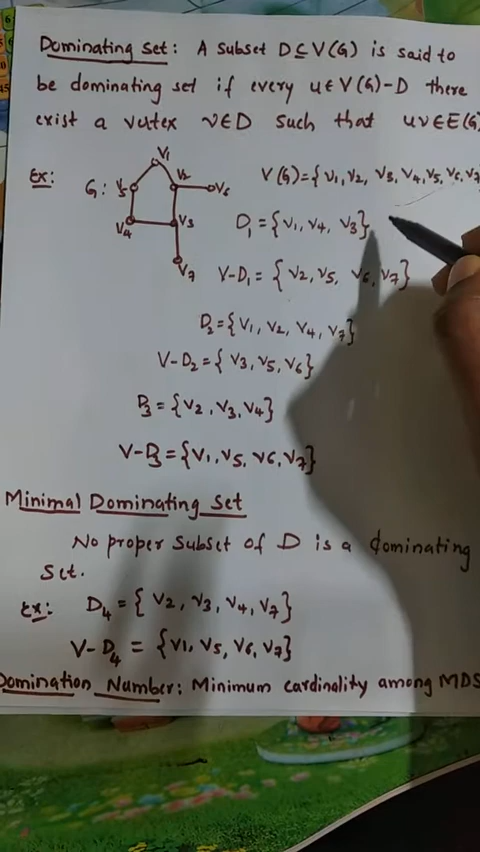 Dominating Set: A subset D⊆V(G) is said to
be dominating set if every u∈V(G)-D there
exist a vertex v∈D such that uv∈E(G)
Ex: G: V1 V2 V3 V4 V5 V6 V7
V(G)={V1, V2, V3, V4, V5, V6, V7
D1={V1, V4, V3}
V-D1={V2, V5, V6, V7}
D2={V1, V2, V4, V7}
V-D2={V3, V5, V6}
D3={V2, V3, V4}
V-D3={V1, V5, V6, V7}
Minimal Dominating Set
No proper subset of D is a dominating
Set.
Ex: D4={V2, V3, V4, V7}
V-D4={V1, V5, V6, V7}
Domination Number: Minimum cardinality among MDS